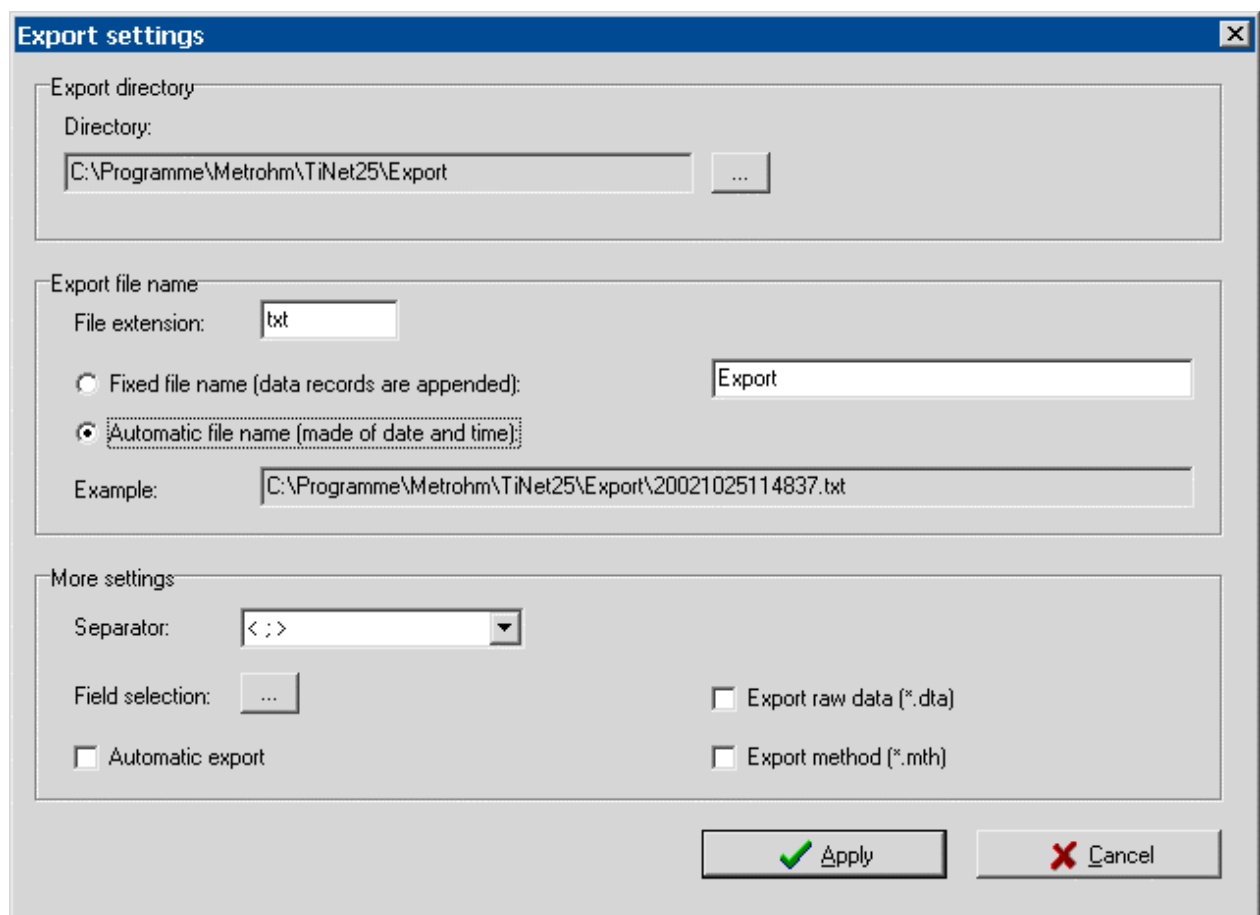 Export settings
Export directory
Directory:
C:\Programme\Metrohm\TiNet25\Export ...
Export file name
File extension: txt
Fixed file name (data records are appended): Export
Automatic file name (made of date and time):
Example: C:\Programme\Metrohm\TiNet25\Export\20021025114837.txt
More settings
Separator: < ; >
Field selection: ... Export raw data (*.dta)
Automatic export Export method (*.mth)
Apply Cancel